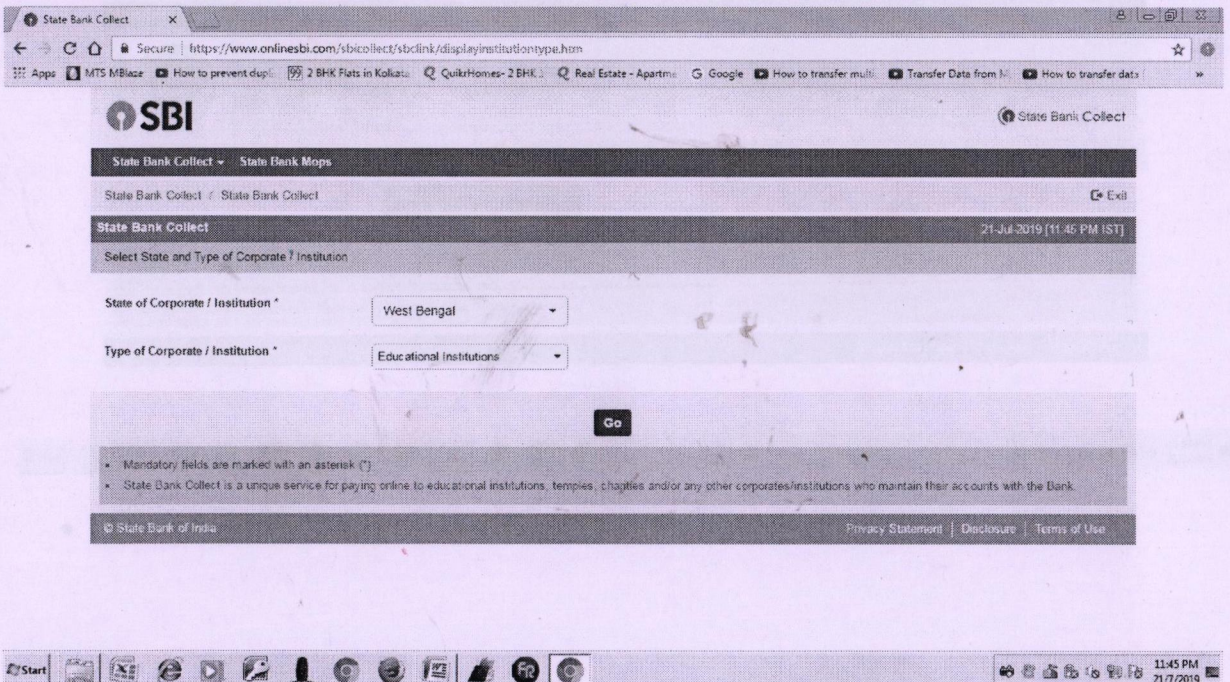 State Bank Collect
Secure | https://www.onlinesbi.com/sbicollect/sbclink/displayinstitutiontype.htm
Apps MTS MBlaze How to prevent dupli 2 BHK Flats in Kolkata QuikrHomes- 2 BHK Real Estate - Apartme G Google How to transfer multi Transfer Data from M How to transfer data »
SBI
State Bank Collect
State Bank Collect State Bank Mops
State Bank Collect / State Bank Collect
Exit
State Bank Collect
21-Jul-2019 [11:45 PM IST]
Select State and Type of Corporate / Institution
State of Corporate / Institution *
West Bengal
Type of Corporate / Institution *
Educational Institutions
Go
• Mandatory fields are marked with an asterisk (*)
• State Bank Collect is a unique service for paying online to educational institutions, temples, charities and/or any other corporates/institutions who maintain their accounts with the Bank.
© State Bank of India
Privacy Statement | Disclosure | Terms of Use
Start
11:45 PM
21/7/2019